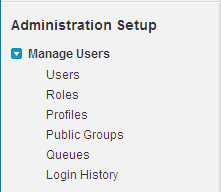 Administration Setup
Manage Users
Users
Roles
Profiles
Public Groups
Queues
Login History